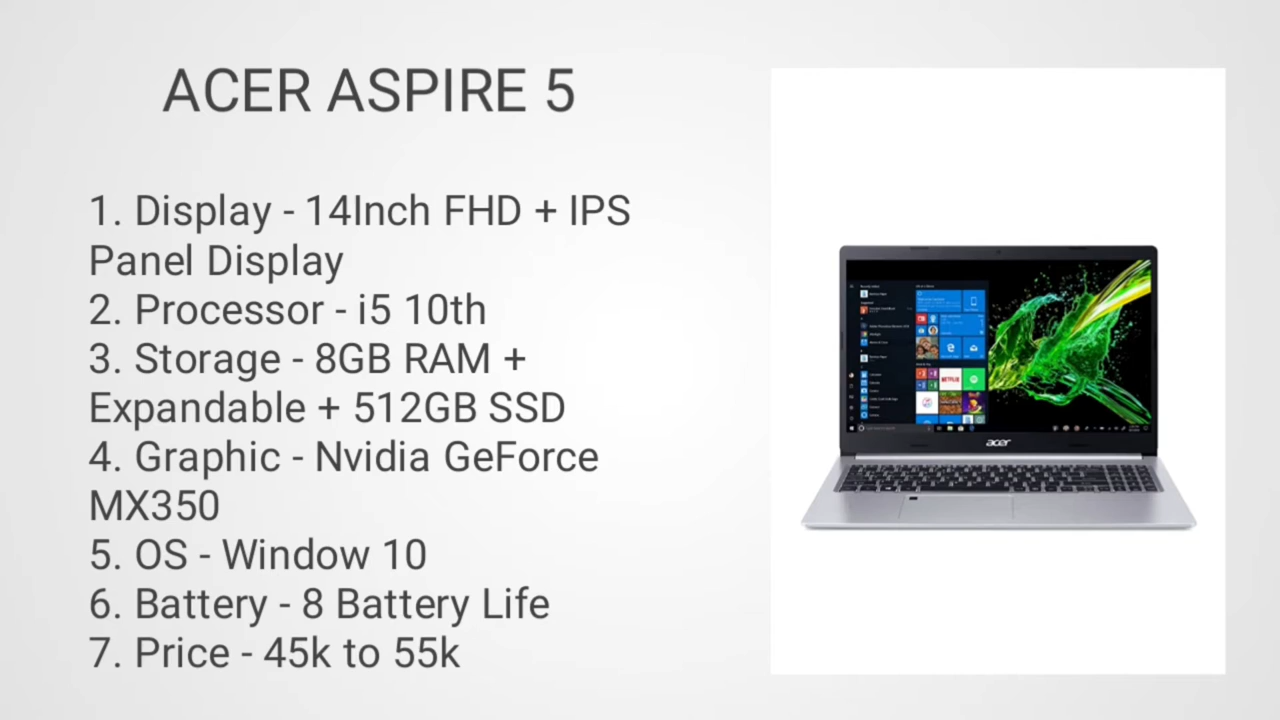 ACER ASPIRE 5
1. Display - 14Inch FHD + IPS
Panel Display
2. Processor - i5 10th
3. Storage - 8GB RAM +
Expandable + 512GB SSD
4. Graphic - Nvidia GeForce
MX350
5. OS - Window 10
6. Battery - 8 Battery Life
7. Price - 45k to 55k
NETFLIX
acer